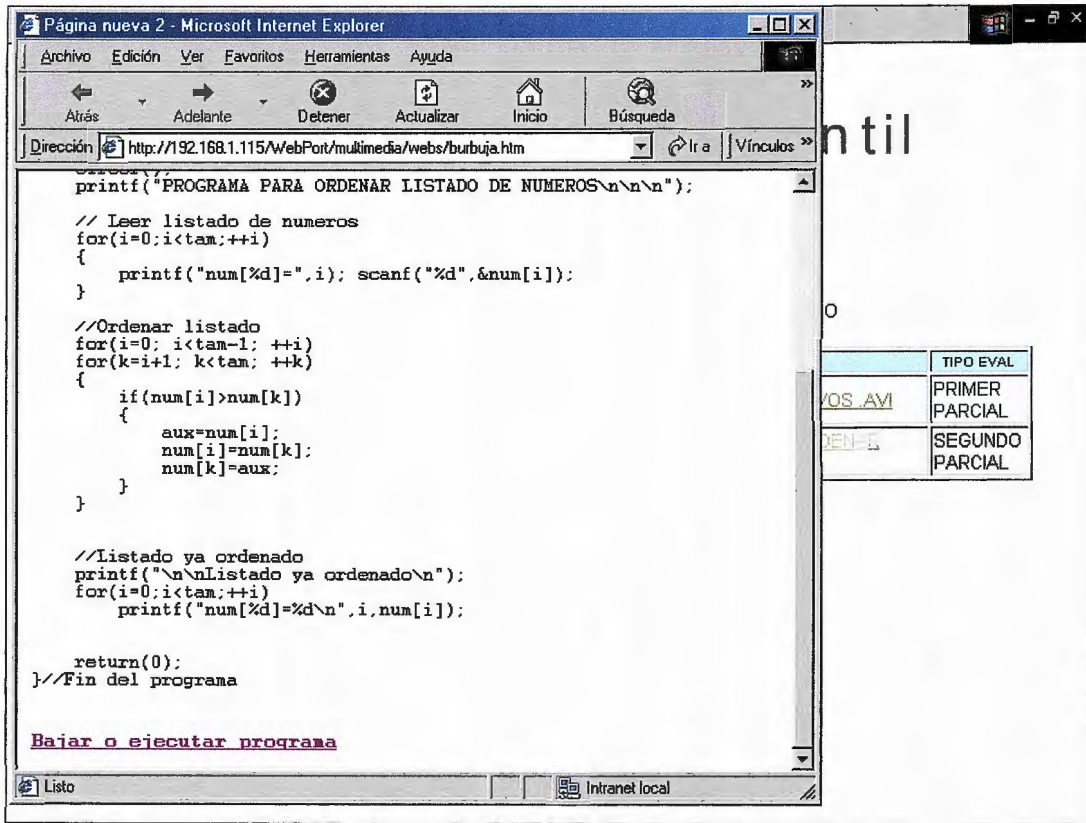 Página nueva 2 - Microsoft Internet Explorer
Archivo Edición Ver Favoritos Herramientas Ayuda
Atrás Adelante Detener Actualizar Inicio Búsqueda »
Dirección http://192.168.1.115/WebPort/multimedia/webs/burbuja.htm Ir a Vínculos »
printf("PROGRAMA PARA ORDENAR LISTADO DE NUMEROS\n\n\n");
// Leer listado de numeros
for(i=0;i<tam;++i)
{
printf("num[%d]=",i); scanf("%d",&num[i]);
}
//Ordenar listado
for(i=0; i<tam-1; ++i)
for(k=i+1; k<tam; ++k)
{
if(num[i]>num[k])
{
aux=num[i];
num[i]=num[k];
num[k]=aux;
}
}
//Listado ya ordenado
printf("\n\nListado ya ordenado\n");
for(i=0;i<tam;++i)
printf("num[%d]=%d\n",i,num[i]);
return(0);
}//Fin del programa
Bajar o ejecutar programa
Listo Intranet local
ntil
o
TIPO EVAL
VOS .AVI PRIMER
PARCIAL
SEGUNDO
PARCIAL